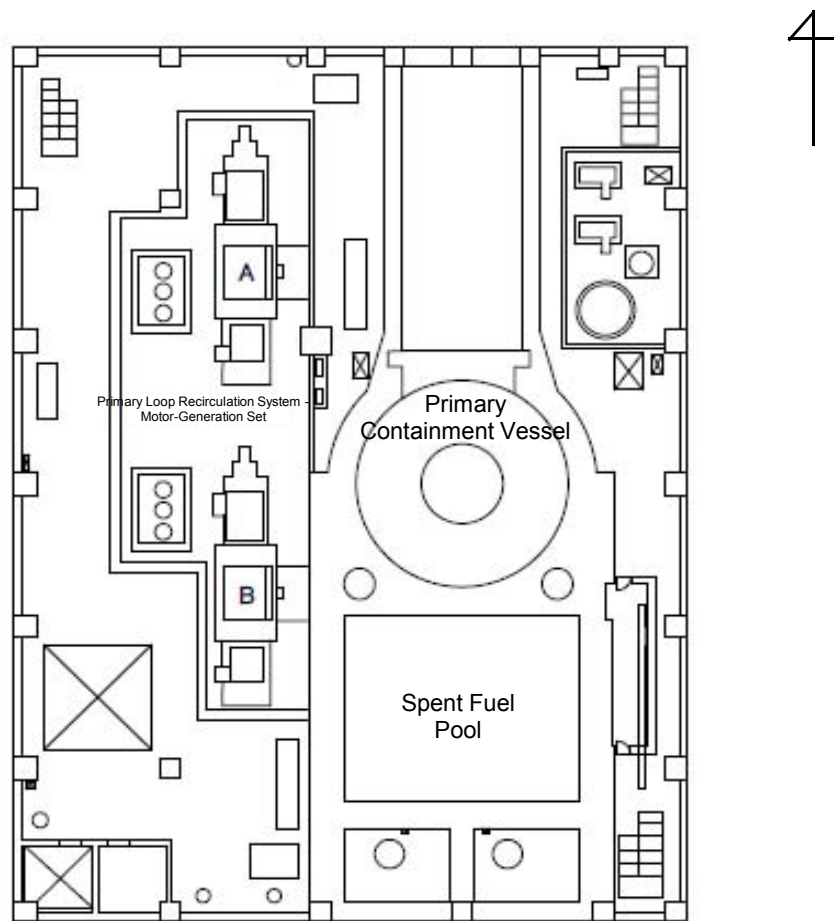 A
Primary Loop Recirculation System -
Motor-Generation Set
Primary
Containment Vessel
B
Spent Fuel
Pool